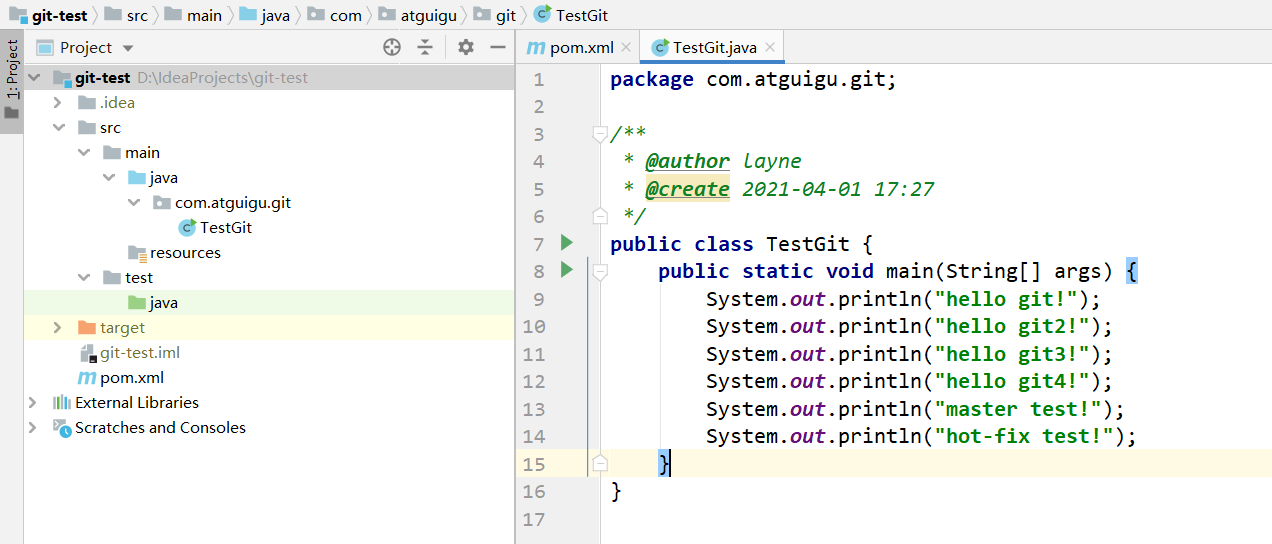 git-test src main java com atguigu git TestGit
1: Project
Project
git-test D:\IdeaProjects\git-test
.idea
src
main
java
com.atguigu.git
TestGit
resources
test
java
target
git-test.iml
pom.xml
External Libraries
Scratches and Consoles
pom.xml TestGit.java
1 package com.atguigu.git;
2
3 /**
4 * @author layne
5 * @create 2021-04-01 17:27
6 */
7 public class TestGit {
8 public static void main(String[] args) {
9 System.out.println("hello git!");
10 System.out.println("hello git2!");
11 System.out.println("hello git3!");
12 System.out.println("hello git4!");
13 System.out.println("master test!");
14 System.out.println("hot-fix test!");
15 }
16 }
17